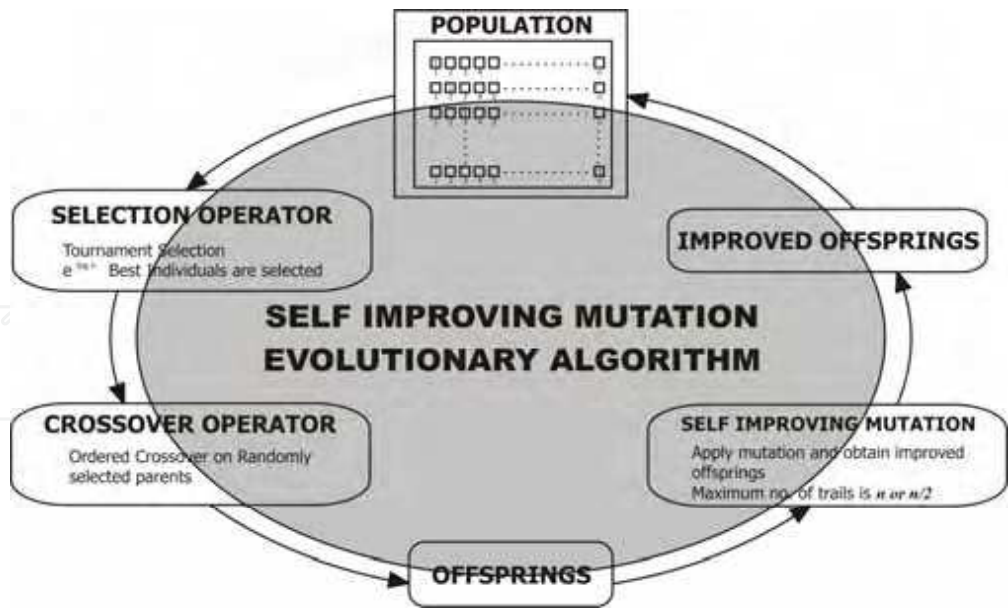 POPULATION
SELECTION OPERATOR
Tournament Selection
e Best Individuals are selected
CROSSOVER OPERATOR
Ordered Crossover on Randomly
selected parents
OFFSPRINGS
SELF IMPROVING MUTATION
Apply mutation and obtain improved
offsprings
Maximum no. of trails is n or n/2
IMPROVED OFFSPRINGS
SELF IMPROVING MUTATION
EVOLUTIONARY ALGORITHM